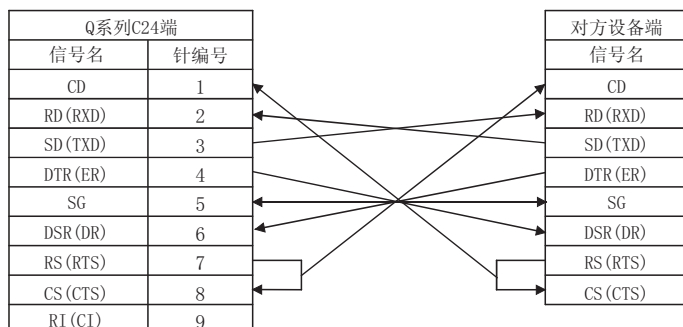 Q系列C24端 对方设备端
信号名 针编号 信号名
CD 1 CD
RD(RXD) 2 RD(RXD)
SD(TXD) 3 SD(TXD)
DTR(ER) 4 DTR(ER)
SG 5 SG
DSR(DR) 6 DSR(DR)
RS(RTS) 7 RS(RTS)
CS(CTS) 8 CS(CTS)
RI(CI) 9